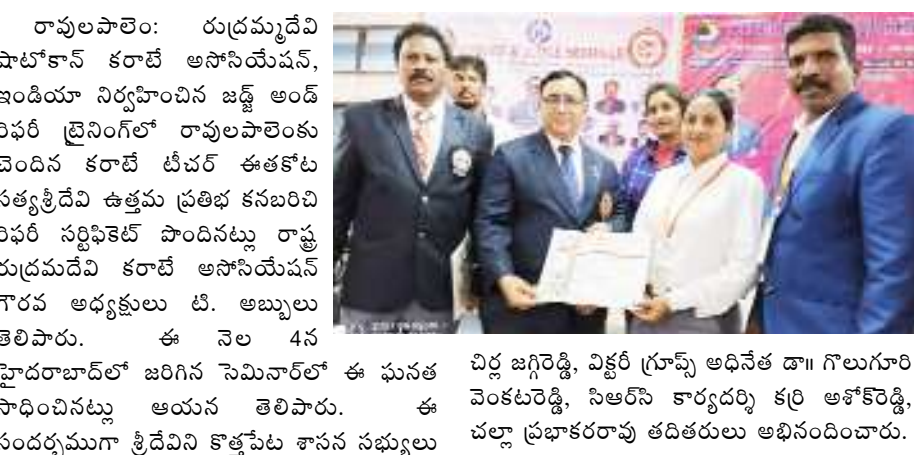 రావులపాలెం: రుద్రమ్మదేవి
షాటోకాన్ కరాటే అసోసియేషన్,
ఇండియా నిర్వహించిన జడ్జ్ అండ్
రిఫరీ ట్రైనింగ్‌లో రావులపాలెంకు
చెందిన కరాటే టీచర్ ఈతకోట
సత్యశ్రీదేవి ఉత్తమ ప్రతిభ కనబరిచి
రిఫరీ సర్టిఫికెట్ పొందినట్లు రాష్ట్ర
రుద్రమదేవి కరాటే అసోసియేషన్
గౌరవ అధ్యక్షులు టి. అబ్బులు
తెలిపారు. ఈ నెల 4న
హైదరాబాద్‌లో జరిగిన సెమినార్‌లో ఈ ఘనత
సాధించినట్లు ఆయన తెలిపారు. ఈ
సందర్భముగా శ్రీదేవిని కొత్తపేట శాసన సభ్యులు
చిర్ల జగ్గిరెడ్డి, విక్టరీ గ్రూప్స్ అధినేత డా॥ గొలుగూరి
వెంకటరెడ్డి, సిఆర్‌సి కార్యదర్శి కర్రి అశోక్‌రెడ్డి,
చల్లా ప్రభాకరరావు తదితరులు అభినందించారు.